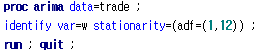 proc arima data=trade ;
identify var=w stationarity=(adf=(1,12)) ;
run ; quit ;